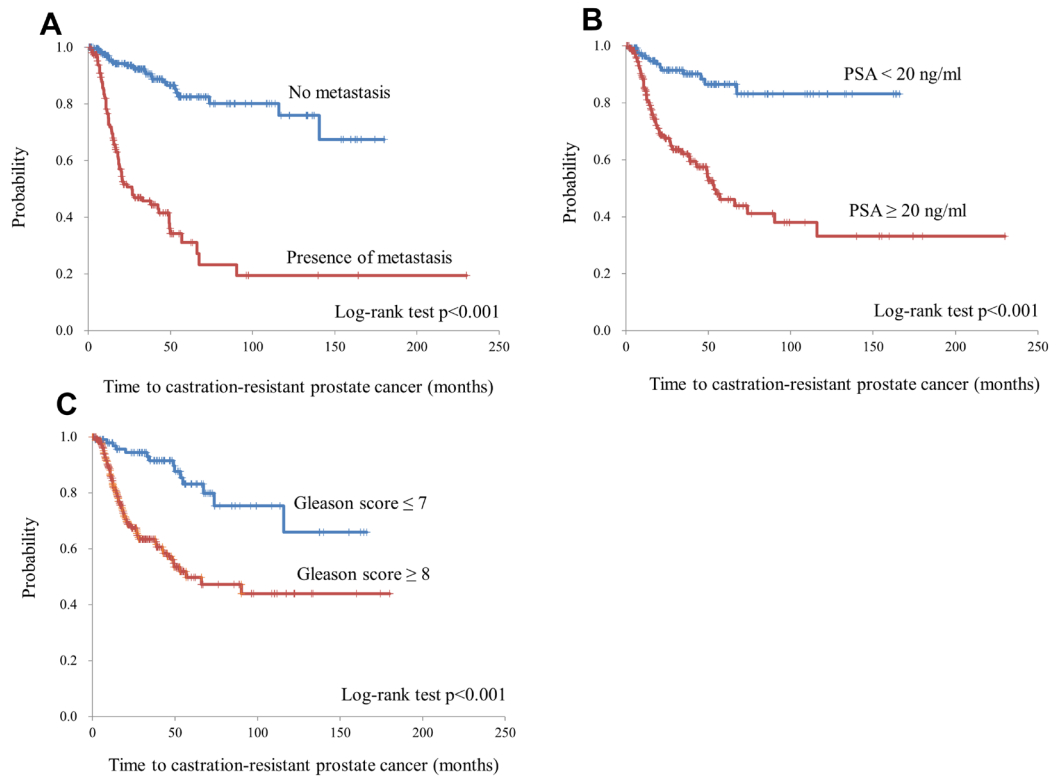 A
Probability
1.0
0.8
0.6
0.4
0.2
0.0
No metastasis
Presence of metastasis
Log-rank test p<0.001
0 50 100 150 200 250
Time to castration-resistant prostate cancer (months)
B
Probability
1.0
0.8
0.6
0.4
0.2
0.0
PSA < 20 ng/ml
PSA ≥ 20 ng/ml
Log-rank test p<0.001
0 50 100 150 200 250
Time to castration-resistant prostate cancer (months)
C
Probability
1.0
0.8
0.6
0.4
0.2
0.0
Gleason score ≤ 7
Gleason score ≥ 8
Log-rank test p<0.001
0 50 100 150 200 250
Time to castration-resistant prostate cancer (months)